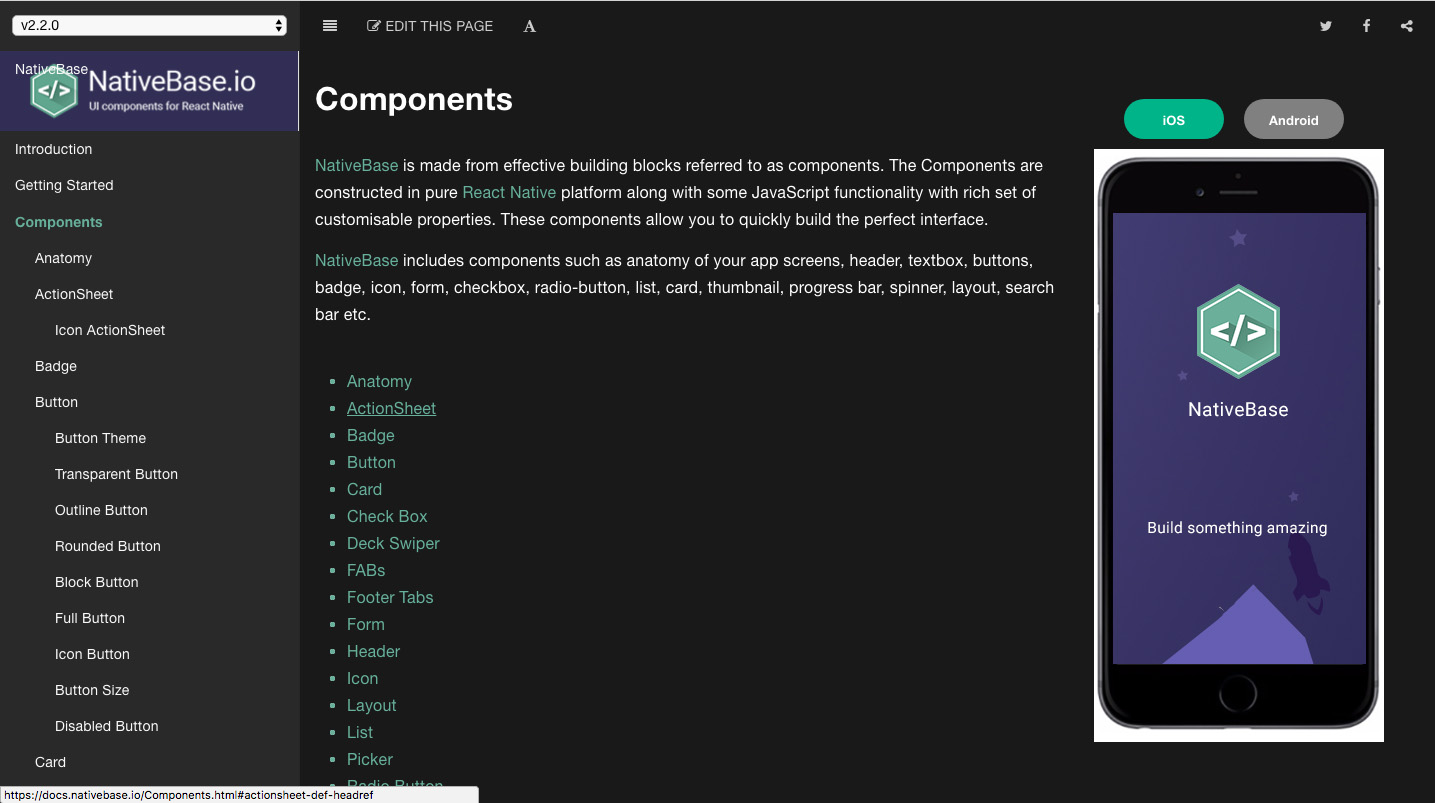 v2.2.0
EDIT THIS PAGE
A
NativeBase
</> NativeBase.io
UI components for React Native
Introduction
Getting Started
Components
Anatomy
ActionSheet
Icon ActionSheet
Badge
Button
Button Theme
Transparent Button
Outline Button
Rounded Button
Block Button
Full Button
Icon Button
Button Size
Disabled Button
Card
https://docs.nativebase.io/Components.html#actionsheet-def-headref
Components
NativeBase is made from effective building blocks referred to as components. The Components are
constructed in pure React Native platform along with some JavaScript functionality with rich set of
customisable properties. These components allow you to quickly build the perfect interface.
NativeBase includes components such as anatomy of your app screens, header, textbox, buttons,
badge, icon, form, checkbox, radio-button, list, card, thumbnail, progress bar, spinner, layout, search
bar etc.
Anatomy
ActionSheet
Badge
Button
Card
Check Box
Deck Swiper
FABs
Footer Tabs
Form
Header
Icon
Layout
List
Picker
Radio Button
iOS
Android
</>
NativeBase
Build something amazing